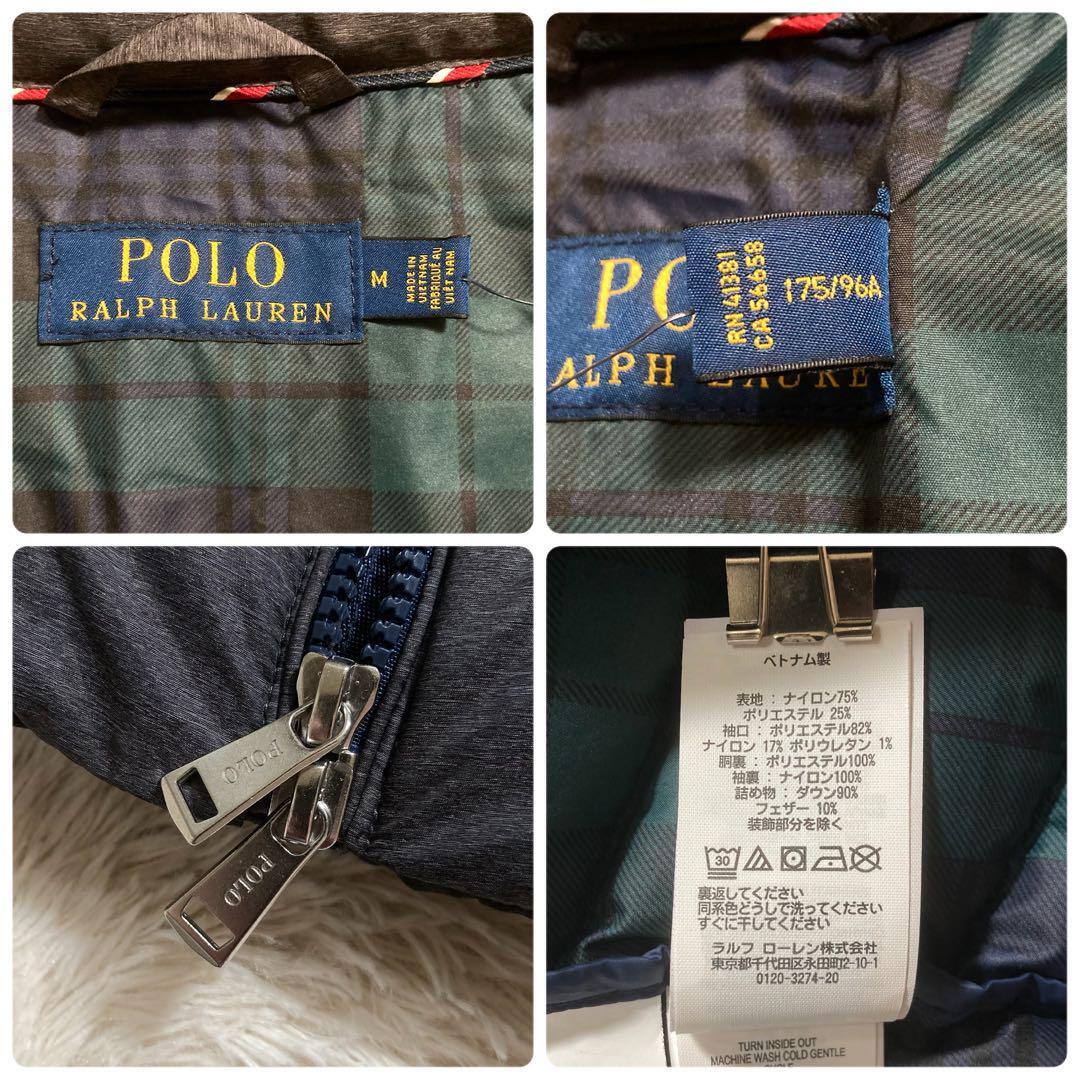 POLO
RALPH LAUREN
M
MADE IN
VIETNAM
FABRIQUÉ AU
VIÊT NAM
RN 41381
CA 56658
175/96A
PO
ALPH LAURE
POLO
POLO
ベトナム製
表地 : ナイロン75%
ポリエステル 25%
袖口 : ポリエステル82%
ナイロン 17% ポリウレタン 1%
胴裏 : ポリエステル100%
袖裏 : ナイロン100%
詰め物 : ダウン90%
フェザー 10%
装飾部分を除く
30
裏返してください
同系色どうしで洗ってください
すぐに干してください
ラルフ ローレン株式会社
東京都千代田区永田町2-10-1
0120-3274-20
TURN INSIDE OUT
MACHINE WASH COLD GENTLE